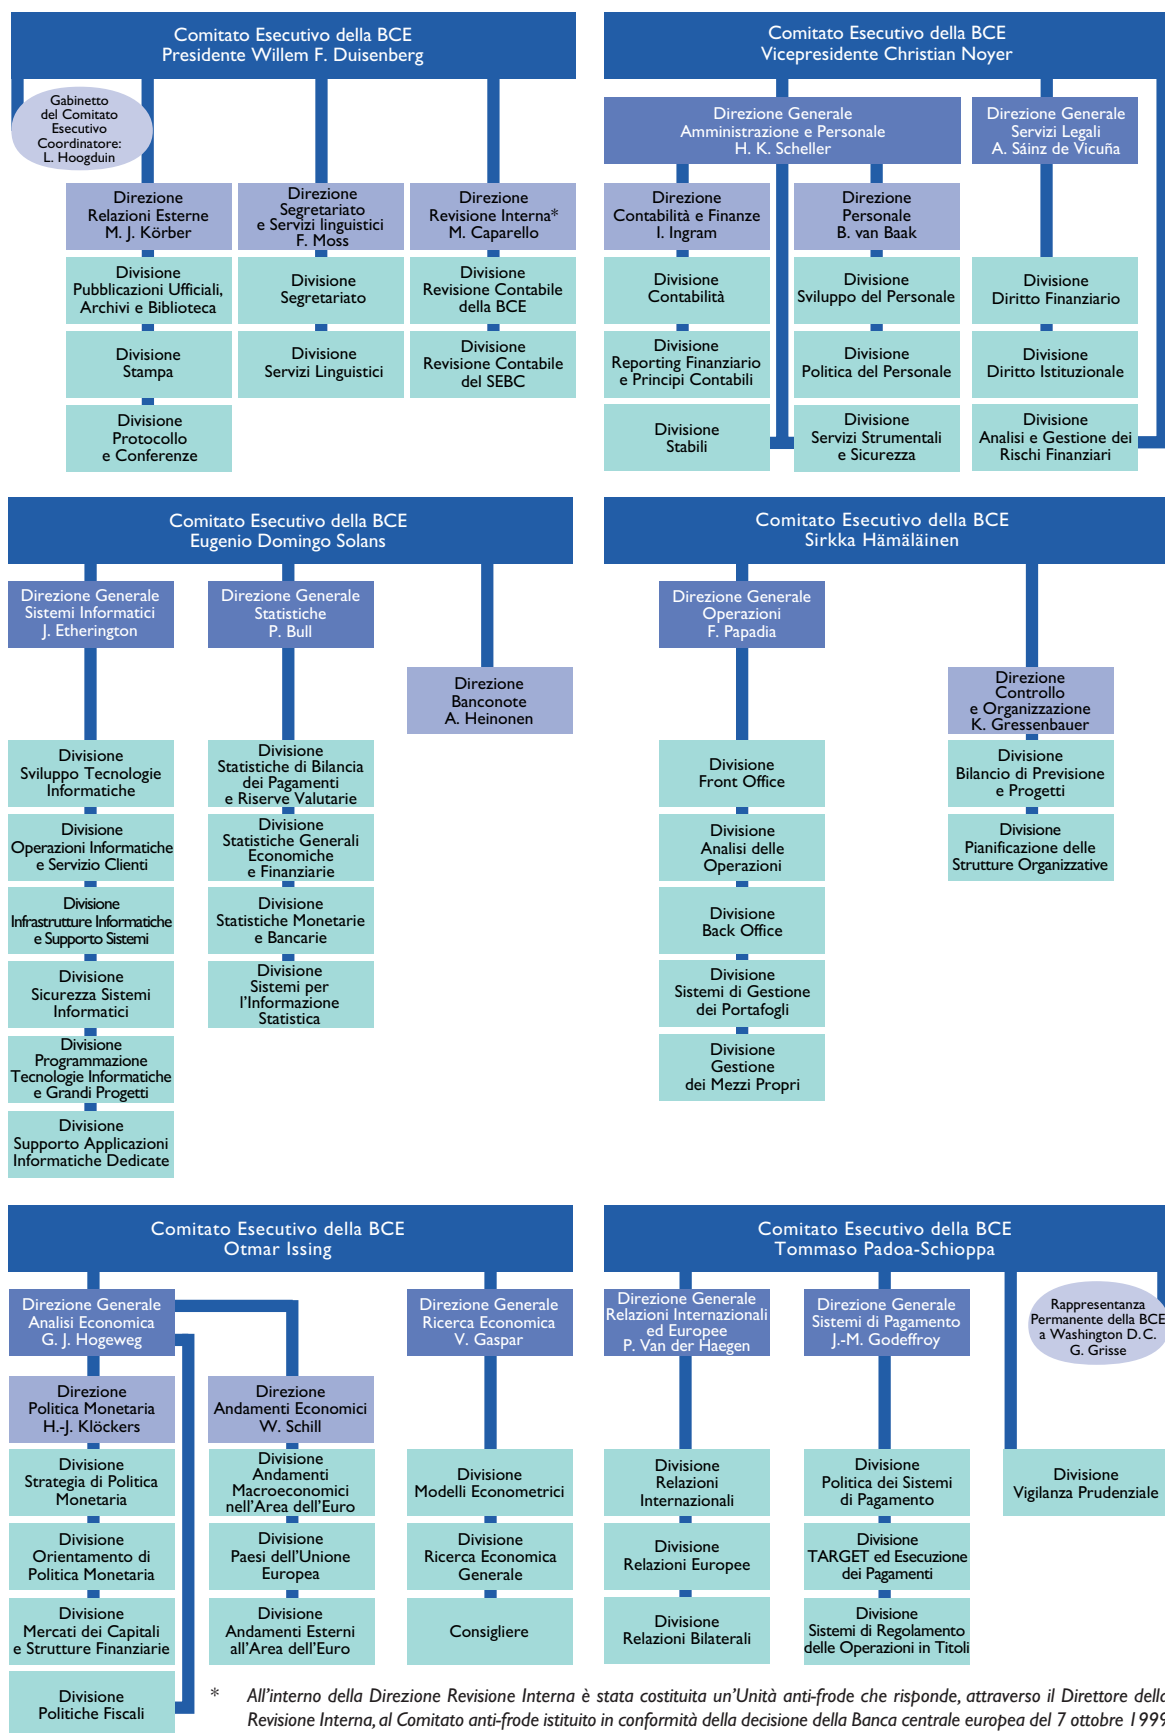 Comitato Esecutivo della BCE
Presidente Willem F. Duisenberg
Gabinetto
del Comitato
Esecutivo
Coordinatore:
L. Hoogduin
Direzione
Relazioni Esterne
M. J. Körber
Divisione
Pubblicazioni Ufficiali,
Archivi e Biblioteca
Divisione
Stampa
Divisione
Protocollo
e Conferenze
Direzione
Segretariato
e Servizi linguistici
F. Moss
Divisione
Segretariato
Divisione
Servizi Linguistici
Direzione
Revisione Interna*
M. Caparello
Divisione
Revisione Contabile
della BCE
Divisione
Revisione Contabile
del SEBC
Comitato Esecutivo della BCE
Vicepresidente Christian Noyer
Direzione Generale
Amministrazione e Personale
H. K. Scheller
Direzione
Contabilità e Finanze
I. Ingram
Divisione
Contabilità
Divisione
Reporting Finanziario
e Principi Contabili
Divisione
Stabili
Direzione
Personale
B. van Baak
Divisione
Sviluppo del Personale
Divisione
Politica del Personale
Divisione
Servizi Strumentali
e Sicurezza
Direzione Generale
Servizi Legali
A. Sáinz de Vicuña
Divisione
Diritto Finanziario
Divisione
Diritto Istituzionale
Divisione
Analisi e Gestione dei
Rischi Finanziari
Comitato Esecutivo della BCE
Eugenio Domingo Solans
Direzione Generale
Sistemi Informatici
J. Etherington
Divisione
Sviluppo Tecnologie
Informatiche
Divisione
Operazioni Informatiche
e Servizio Clienti
Divisione
Infrastrutture Informatiche
e Supporto Sistemi
Divisione
Sicurezza Sistemi
Informatici
Divisione
Programmazione
Tecnologie Informatiche
e Grandi Progetti
Divisione
Supporto Applicazioni
Informatiche Dedicate
Direzione Generale
Statistiche
P. Bull
Divisione
Statistiche di Bilancia
dei Pagamenti
e Riserve Valutarie
Divisione
Statistiche Generali
Economiche
e Finanziarie
Divisione
Statistiche Monetarie
e Bancarie
Divisione
Sistemi per
l'Informazione
Statistica
Direzione
Banconote
A. Heinonen
Comitato Esecutivo della BCE
Sirkka Hämäläinen
Direzione Generale
Operazioni
F. Papadia
Divisione
Front Office
Divisione
Analisi delle
Operazioni
Divisione
Back Office
Divisione
Sistemi di Gestione
dei Portafogli
Divisione
Gestione
dei Mezzi Propri
Direzione
Controllo
e Organizzazione
K. Gressenbauer
Divisione
Bilancio di Previsione
e Progetti
Divisione
Pianificazione delle
Strutture Organizzative
Comitato Esecutivo della BCE
Otmar Issing
Direzione Generale
Analisi Economica
G. J. Hogeweg
Direzione
Politica Monetaria
H.-J. Klöckers
Divisione
Strategia di Politica
Monetaria
Divisione
Orientamento di
Politica Monetaria
Divisione
Mercati dei Capitali
e Strutture Finanziarie
Divisione
Politiche Fiscali
Direzione
Andamenti Economici
W. Schill
Divisione
Andamenti
Macroeconomici
nell'Area dell'Euro
Divisione
Paesi dell'Unione
Europea
Divisione
Andamenti Esterni
all'Area dell'Euro
Direzione Generale
Ricerca Economica
V. Gaspar
Divisione
Modelli Econometrici
Divisione
Ricerca Economica
Generale
Consigliere
Comitato Esecutivo della BCE
Tommaso Padoa-Schioppa
Direzione Generale
Relazioni Internazionali
ed Europee
P. Van der Haegen
Divisione
Relazioni
Internazionali
Divisione
Relazioni Europee
Divisione
Relazioni Bilaterali
Direzione Generale
Sistemi di Pagamento
J.-M. Godeffroy
Divisione
Politica dei Sistemi
di Pagamento
Divisione
TARGET ed Esecuzione
dei Pagamenti
Divisione
Sistemi di Regolamento
delle Operazioni in Titoli
Divisione
Vigilanza Prudenziale
Rappresentanza
Permanente della BCE
a Washington D.C.
G. Grisse
* All'interno della Direzione Revisione Interna è stata costituita un'Unità anti-frode che risponde, attraverso il Direttore della
Revisione Interna, al Comitato anti-frode istituito in conformità della decisione della Banca centrale europea del 7 ottobre 1999